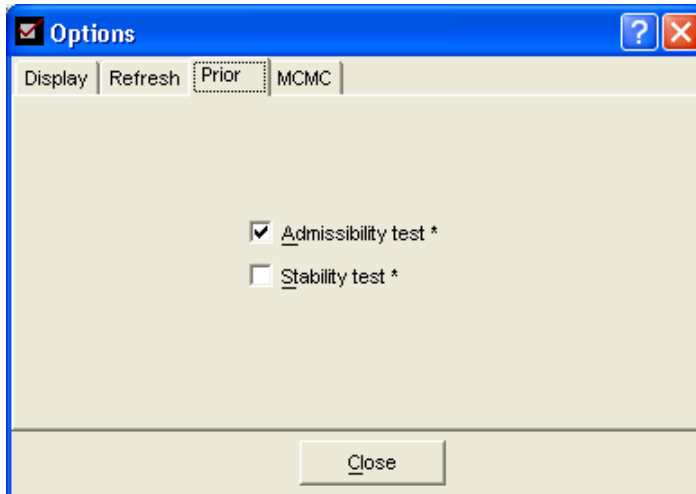 Options
Display Refresh Prior MCMC
Admissibility test *
Stability test *
Close